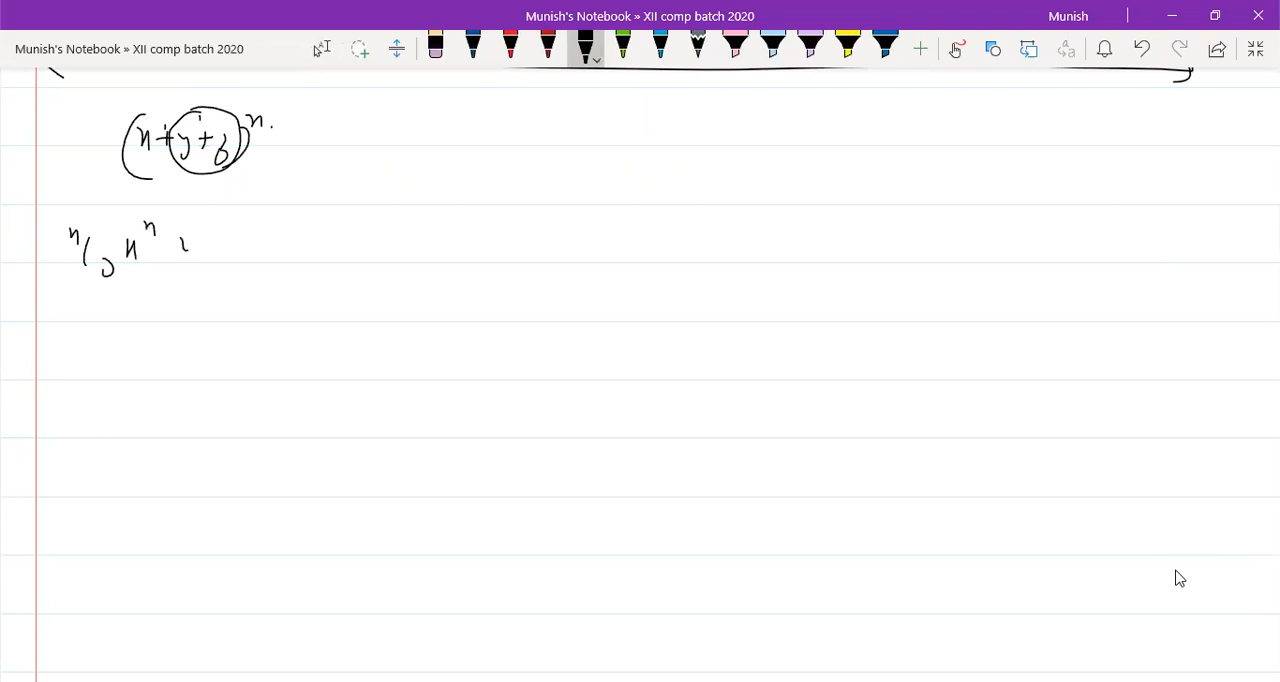 Munish's Notebook » XII comp batch 2020
Munish
Munish's Notebook » XII comp batch 2020
(x+y+z)ⁿ
ⁿC₀ xⁿ